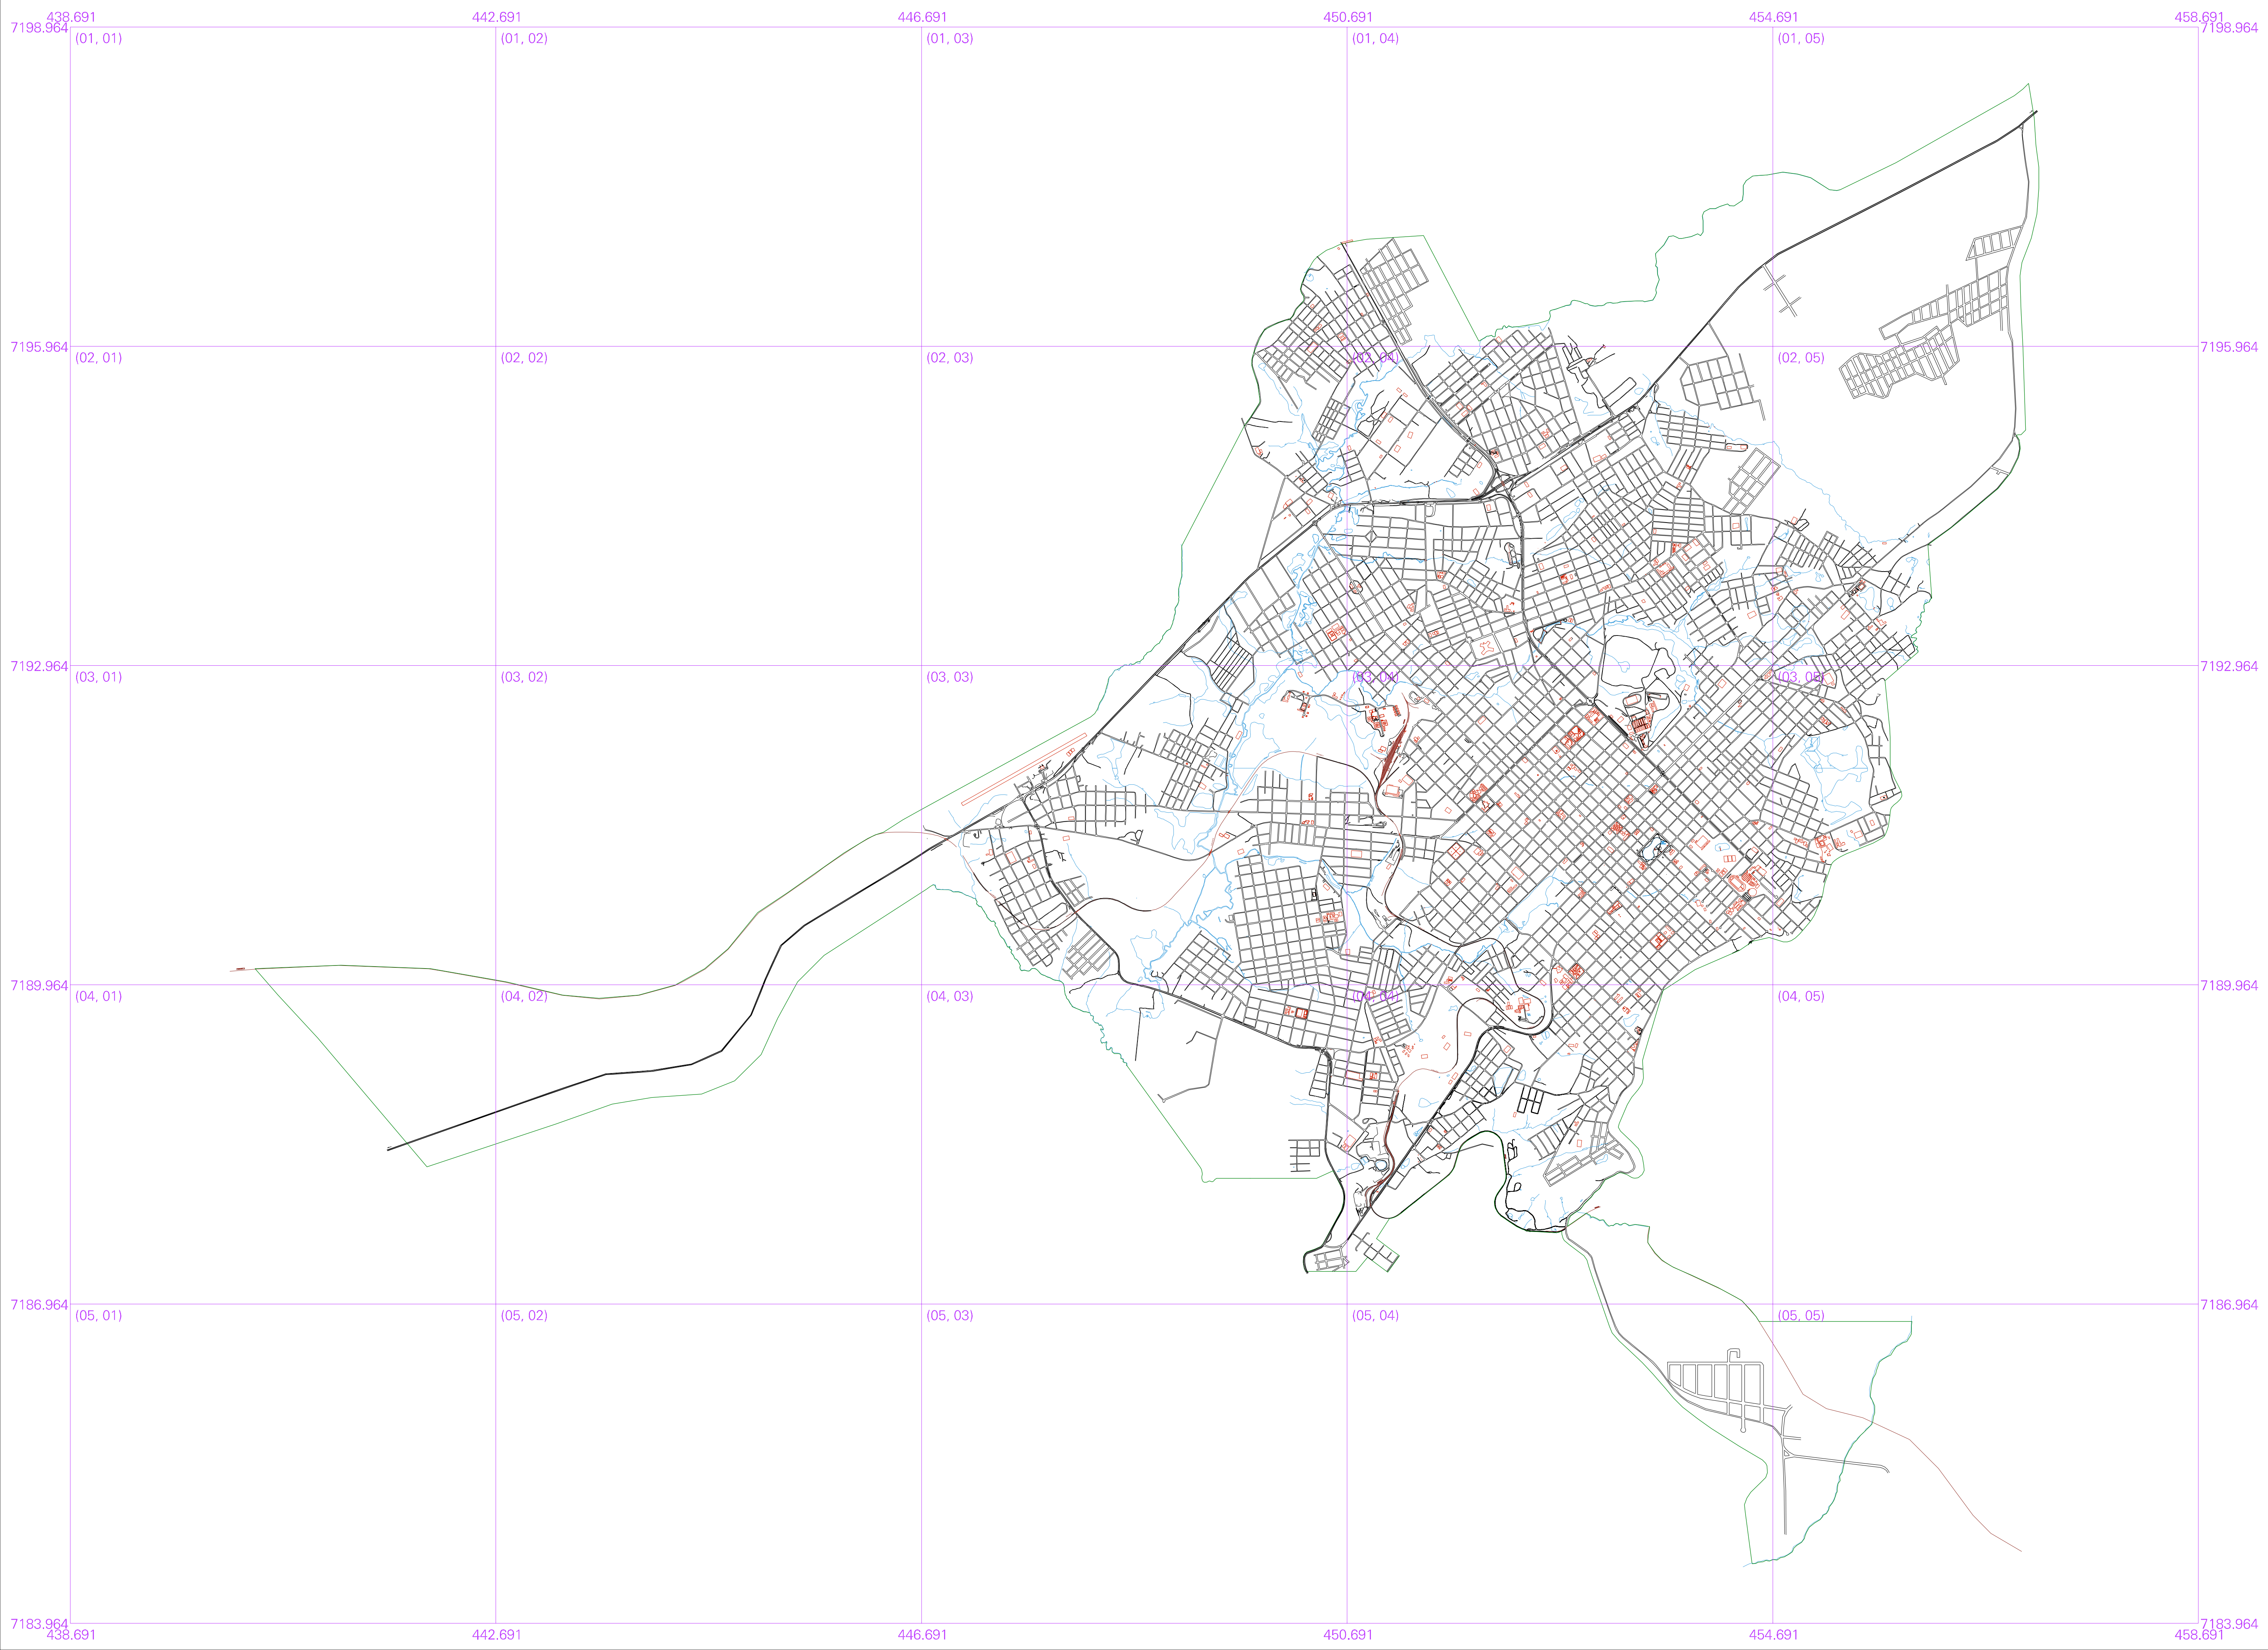 438.691 442.691 446.691 450.691 454.691 458.691
7198.964 7198.964
(01, 01) (01, 02) (01, 03) (01, 04) (01, 05)
7195.964 7195.964
(02, 01) (02, 02) (02, 03) (02, 04) (02, 05)
7192.964 7192.964
(03, 01) (03, 02) (03, 03) (03, 04) (03, 05)
7189.964 7189.964
(04, 01) (04, 02) (04, 03) (04, 04) (04, 05)
7186.964 7186.964
(05, 01) (05, 02) (05, 03) (05, 04) (05, 05)
7183.964 7183.964
438.691 442.691 446.691 450.691 454.691 458.691